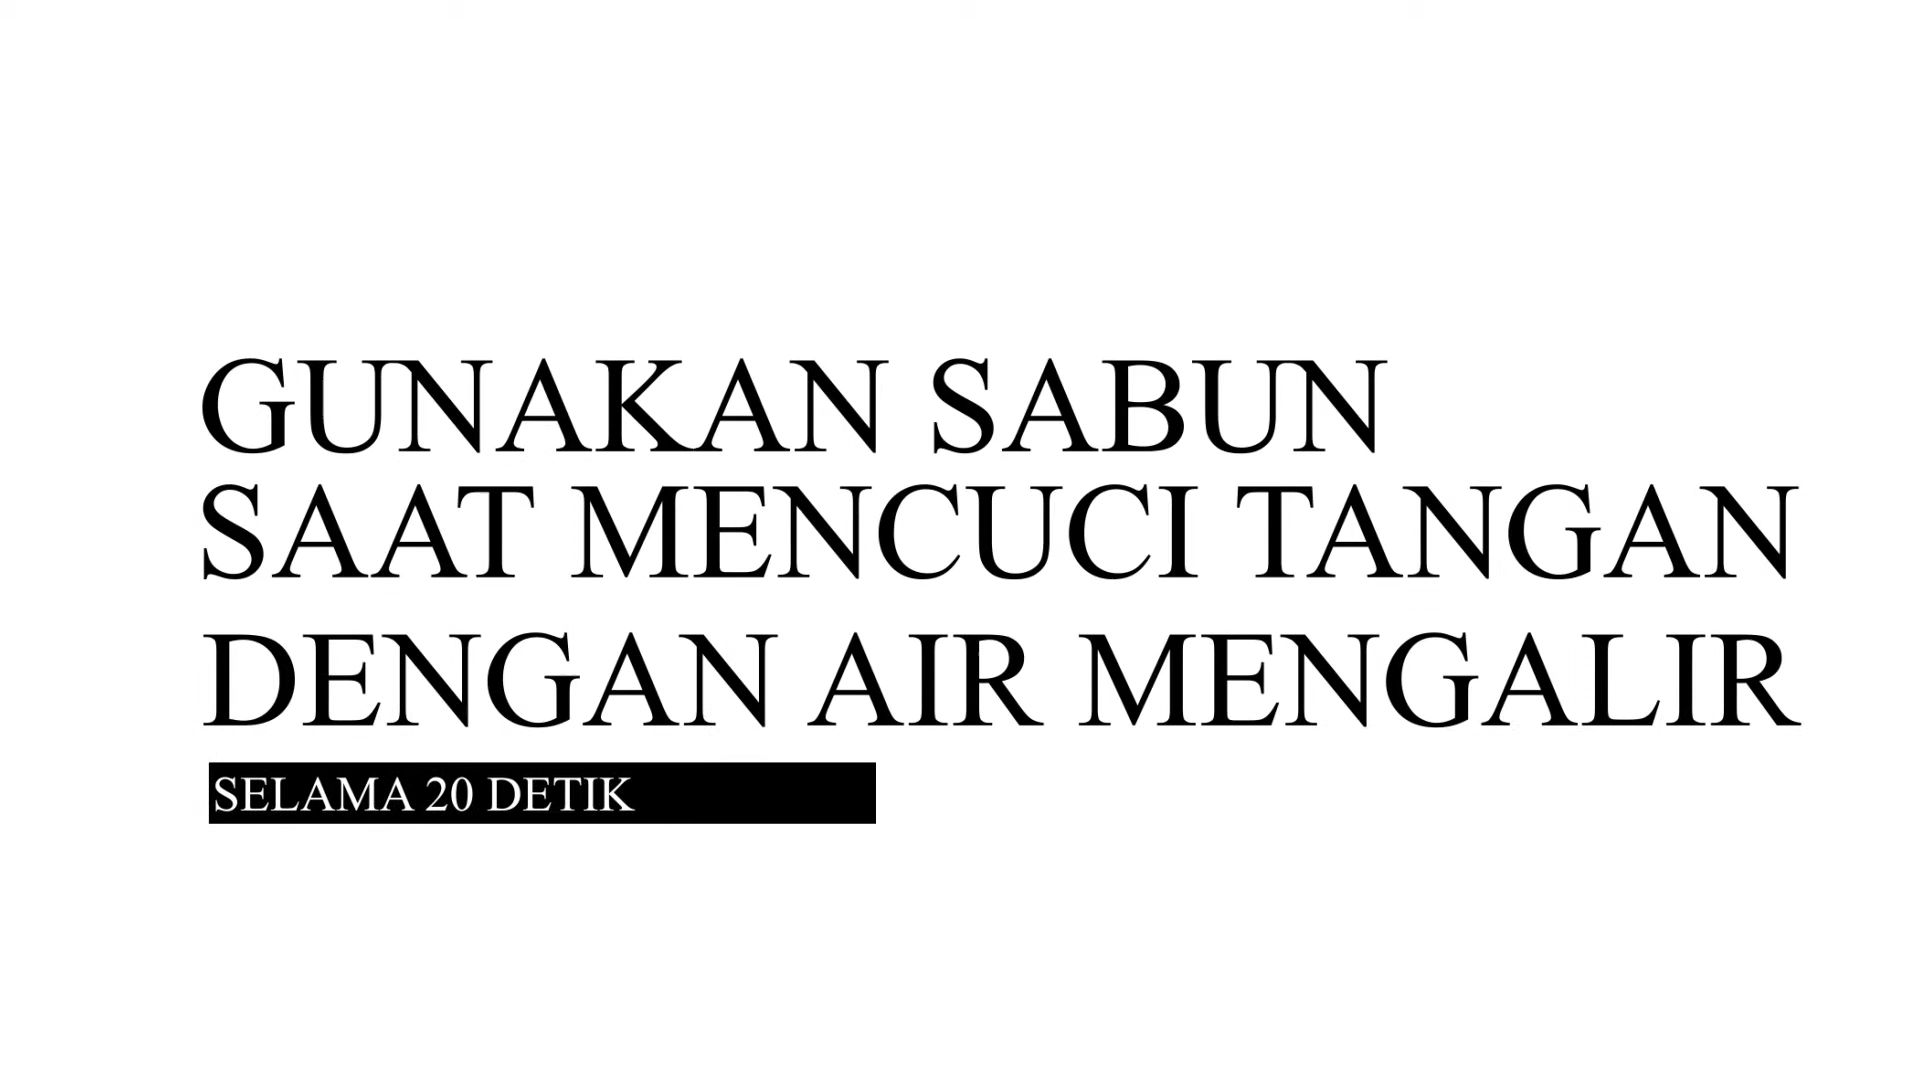 GUNAKAN SABUN
SAAT MENCUCI TANGAN
DENGAN AIR MENGALIR
SELAMA 20 DETIK